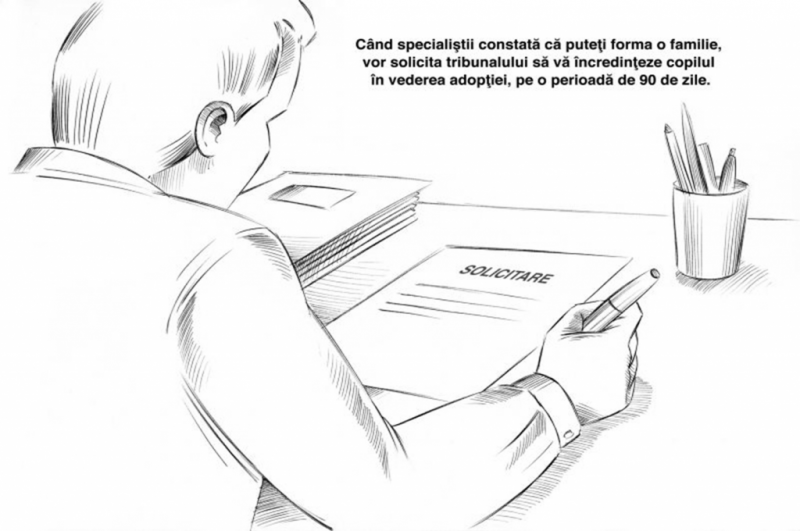 Când specialiştii constată că puteţi forma o familie,
vor solicita tribunalului să vă încredinţeze copilul
în vederea adopţiei, pe o perioadă de 90 de zile.
SOLICITARE